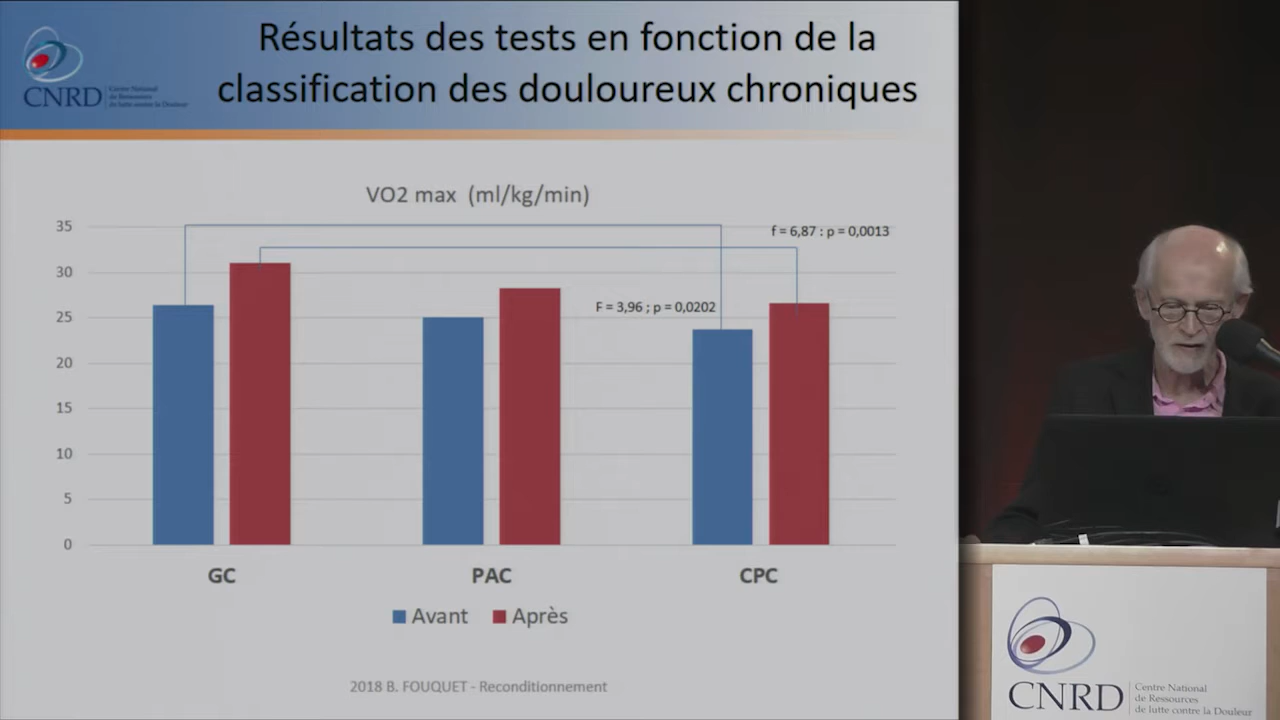 Résultats des tests en fonction de la
classification des douloureux chroniques
CNRD
Centre National
de Ressources
de lutte contre la Douleur
VO2 max (ml/kg/min)
35
30
25
20
15
10
5
0
f = 6,87 : p = 0,0013
F = 3,96 ; p = 0,0202
GC
PAC
CPC
Avant
Après
2018 B. FOUQUET - Reconditionnement
CNRD
Centre National
de Ressources
de lutte contre la Douleur